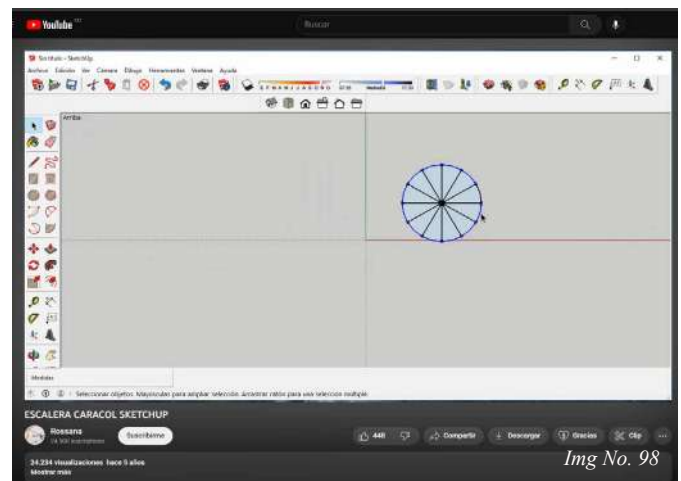 YouTube
Buscar
Sin título - SketchUp
Archivo Edición Ver Cámara Dibujo Herramientas Ventana Ayuda
Arriba
Medidas
Seleccionar objetos. Mayúsculas para ampliar selección. Arrastrar ratón para una selección múltiple.
ESCALERA CARACOL SKETCHUP
Rossana
Suscribirme
448
Compartir
Descargar
Gracias
Clip
24.234 visualizaciones hace 5 años
Mostrar más
Img No. 98